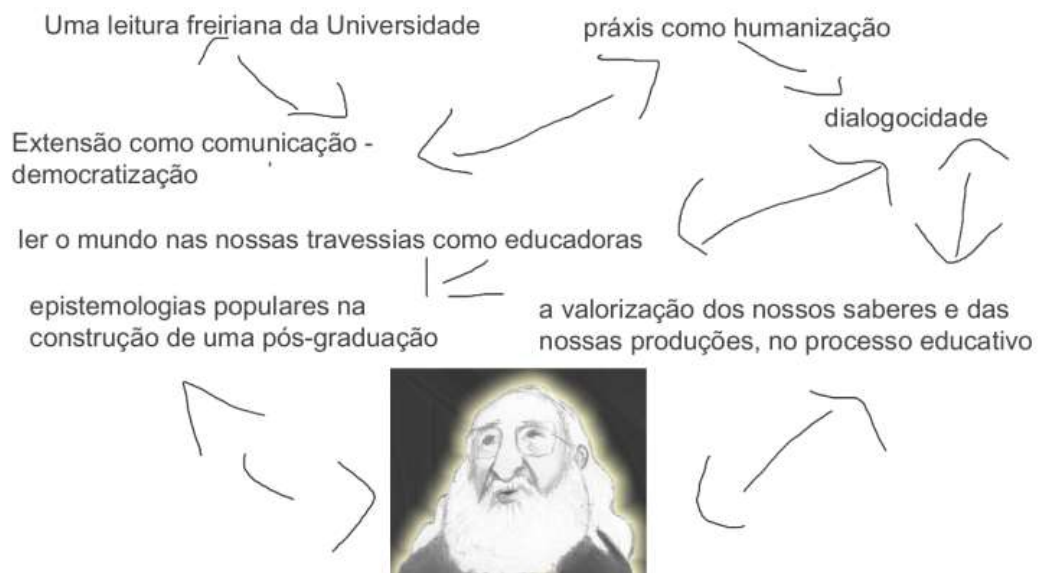 Uma leitura freiriana da Universidade
práxis como humanização
dialogocidade
Extensão como comunicação -
democratização
ler o mundo nas nossas travessias como educadoras
epistemologias populares na
construção de uma pós-graduação
a valorização dos nossos saberes e das
nossas produções, no processo educativo